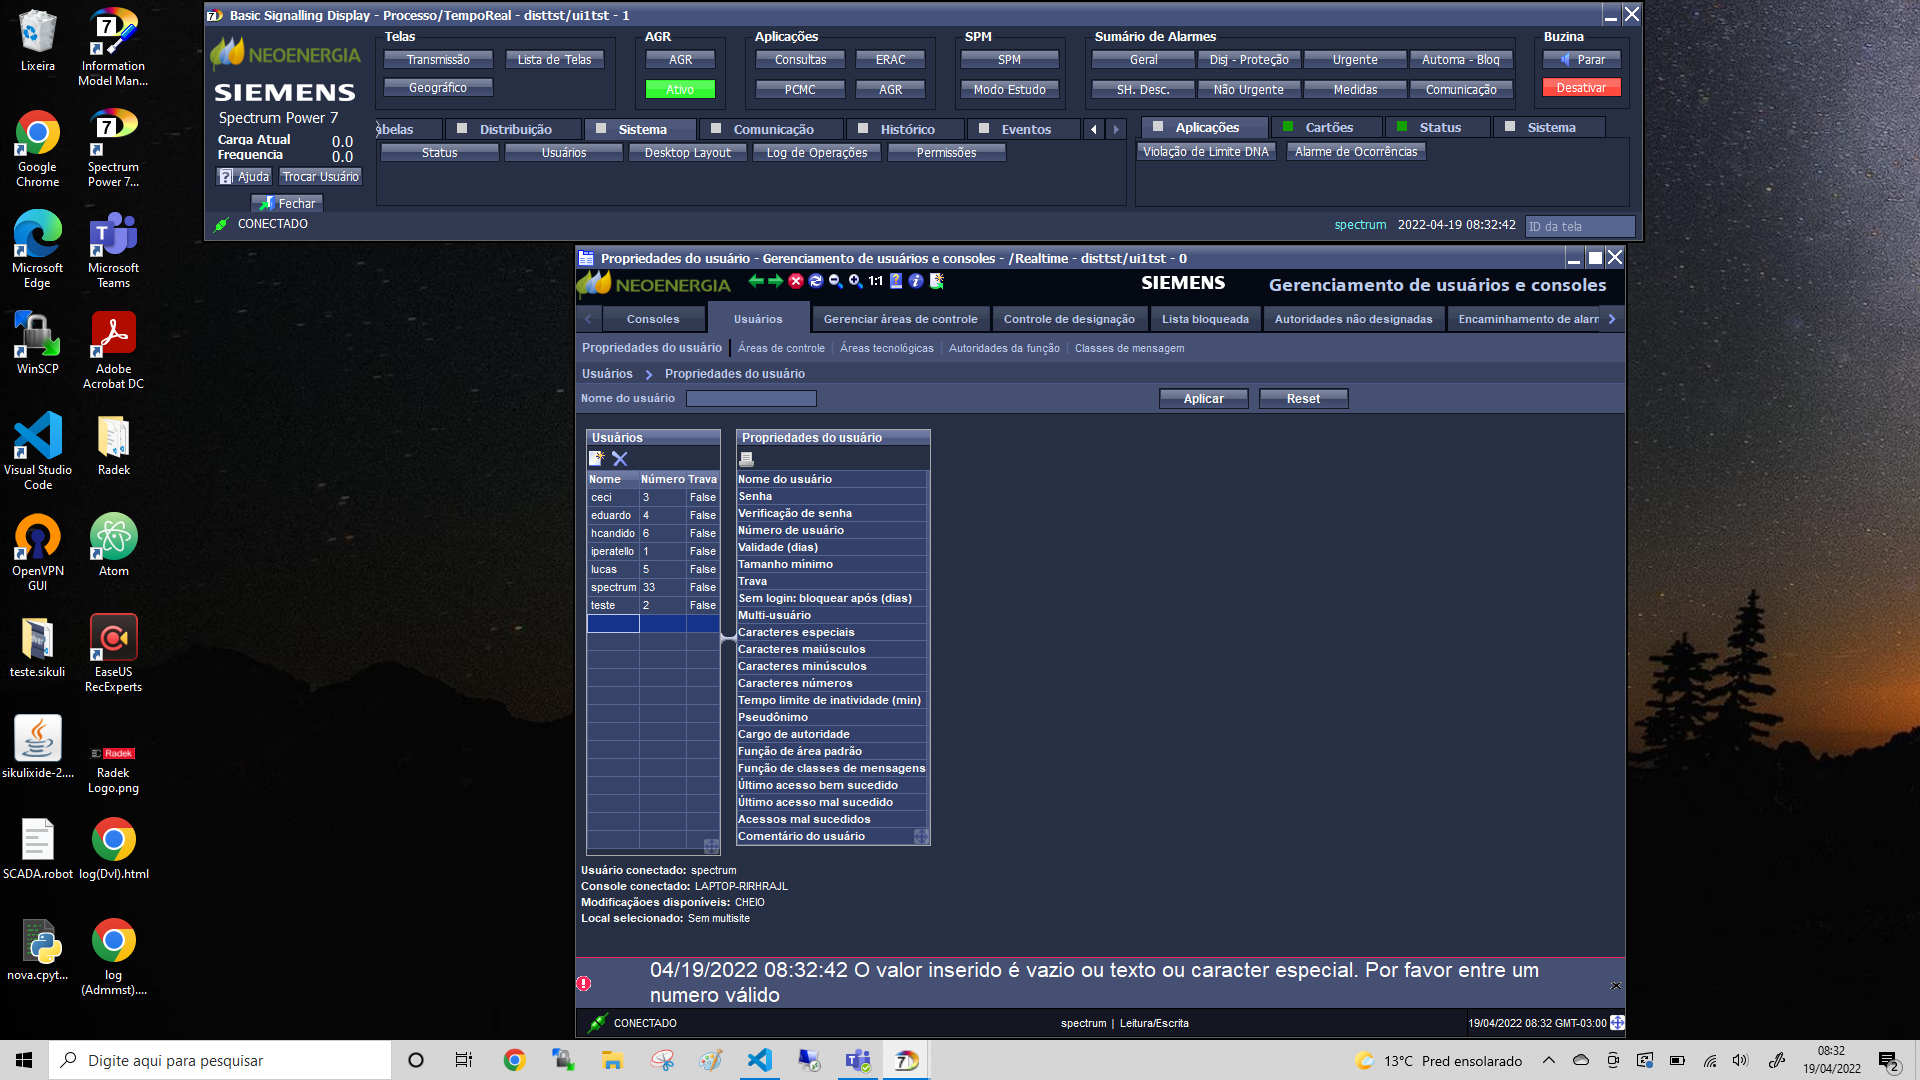 Lixeira
Information
Model Man...
Google
Chrome
Spectrum
Power 7...
Microsoft
Edge
Microsoft
Teams
WinSCP
Adobe
Acrobat DC
Visual Studio
Code
Radek
OpenVPN
GUI
Atom
teste.sikuli
EaseUS
RecExperts
sikulixide-2....
Radek
Logo.png
SCADA.robot
log(Dvl).html
nova.cpyt...
log
(Admmst)....
Basic Signalling Display - Processo/TempoReal - disttst/ui1tst - 1
NEOENERGIA
SIEMENS
Spectrum Power 7
Carga Atual 0.0
Frequencia 0.0
Ajuda
Trocar Usuário
Fechar
CONECTADO
Telas
Transmissão
Lista de Telas
Geográfico
AGR
AGR
Ativo
Aplicações
Consultas
ERAC
PCMC
AGR
SPM
SPM
Modo Estudo
Sumário de Alarmes
Geral
Disj - Proteção
Urgente
Automa - Bloq
SH. Desc.
Não Urgente
Medidas
Comunicação
Buzina
Parar
Desativar
abelas
Distribuição
Sistema
Comunicação
Histórico
Eventos
Status
Usuários
Desktop Layout
Log de Operações
Permissões
Aplicações
Cartões
Status
Sistema
Violação de Limite DNA
Alarme de Ocorrências
spectrum 2022-04-19 08:32:42
ID da tela
Propriedades do usuário - Gerenciamento de usuários e consoles - /Realtime - disttst/ui1tst - 0
NEOENERGIA
1:1
SIEMENS
Gerenciamento de usuários e consoles
Consoles
Usuários
Gerenciar áreas de controle
Controle de designação
Lista bloqueada
Autoridades não designadas
Encaminhamento de alarr
Propriedades do usuário
Áreas de controle
Áreas tecnológicas
Autoridades da função
Classes de mensagem
Usuários
Propriedades do usuário
Nome do usuário
Aplicar
Reset
Usuários
Nome Número Trava
ceci 3 False
eduardo 4 False
hcandido 6 False
iperatello 1 False
lucas 5 False
spectrum 33 False
teste 2 False
Propriedades do usuário
Nome do usuário
Senha
Verificação de senha
Número de usuário
Validade (dias)
Tamanho mínimo
Trava
Sem login: bloquear após (dias)
Multi-usuário
Caracteres especiais
Caracteres maiúsculos
Caracteres minúsculos
Caracteres números
Tempo limite de inatividade (min)
Pseudônimo
Cargo de autoridade
Função de área padrão
Função de classes de mensagens
Último acesso bem sucedido
Último acesso mal sucedido
Acessos mal sucedidos
Comentário do usuário
Usuário conectado: spectrum
Console conectado: LAPTOP-RIRHRAJL
Modificaçãoes disponíveis: CHEIO
Local selecionado: Sem multisite
04/19/2022 08:32:42 O valor inserido é vazio ou texto ou caracter especial. Por favor entre um
numero válido
CONECTADO
spectrum | Leitura/Escrita
19/04/2022 08:32 GMT-03:00
Digite aqui para pesquisar
13°C Pred ensolarado
08:32
19/04/2022
2